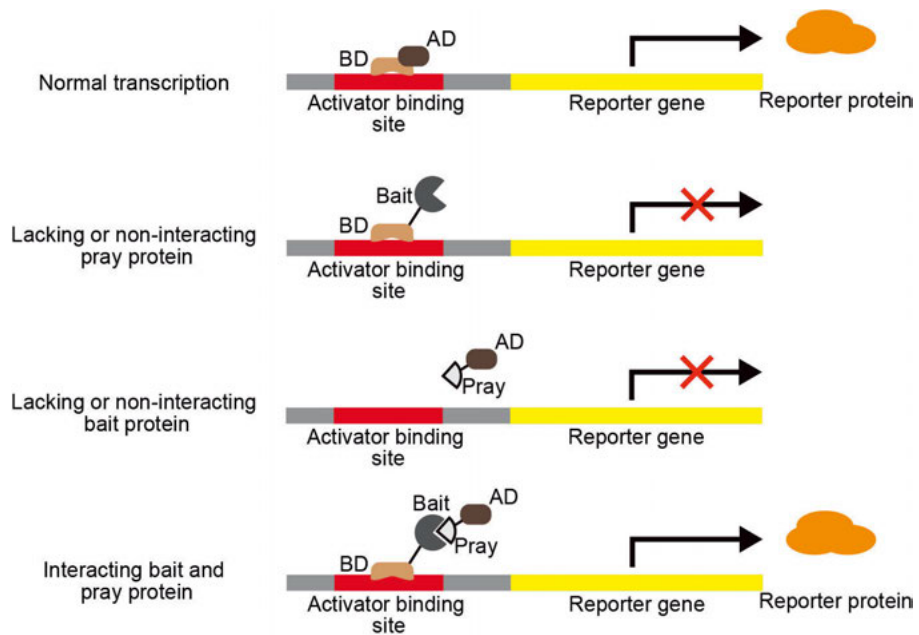 AD
BD
Normal transcription
Activator binding
site
Reporter gene
Reporter protein
Bait
BD
Lacking or non-interacting
pray protein
Activator binding
site
Reporter gene
AD
Pray
Lacking or non-interacting
bait protein
Activator binding
site
Reporter gene
Bait
AD
Pray
BD
Interacting bait and
pray protein
Activator binding
site
Reporter gene
Reporter protein